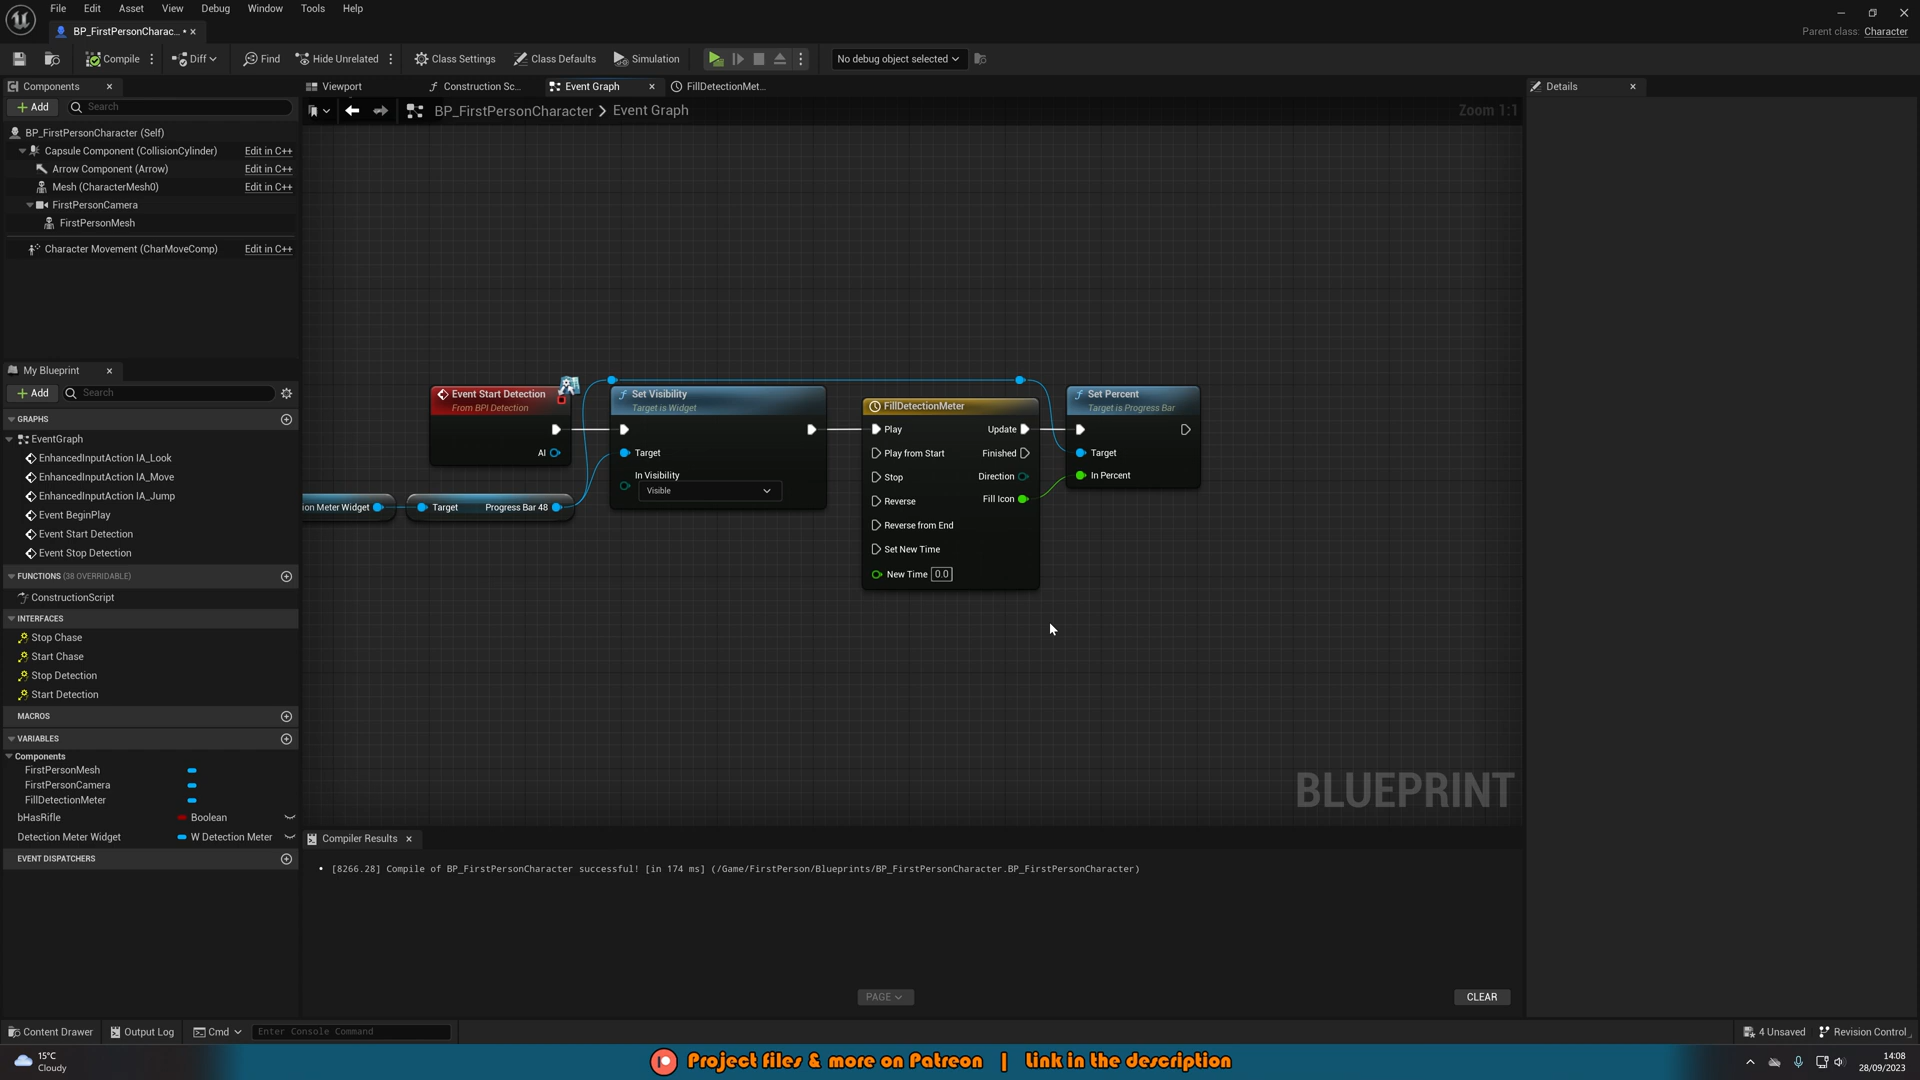 File Edit Asset View Debug Window Tools Help
BP_FirstPersonCharac... •
Parent class: Character
Compile Diff Find Hide Unrelated Class Settings Class Defaults Simulation No debug object selected
Components
Viewport Construction Sc... Event Graph FillDetectionMet...
Details
Add Search
BP_FirstPersonCharacter > Event Graph
Zoom 1:1
BP_FirstPersonCharacter (Self)
Capsule Component (CollisionCylinder) Edit in C++
Arrow Component (Arrow) Edit in C++
Mesh (CharacterMesh0) Edit in C++
FirstPersonCamera
FirstPersonMesh
Character Movement (CharMoveComp) Edit in C++
My Blueprint
Add Search
GRAPHS
EventGraph
EnhancedInputAction IA_Look
EnhancedInputAction IA_Move
EnhancedInputAction IA_Jump
Event BeginPlay
Event Start Detection
Event Stop Detection
FUNCTIONS (38 OVERRIDABLE)
ConstructionScript
INTERFACES
Stop Chase
Start Chase
Stop Detection
Start Detection
MACROS
VARIABLES
Components
FirstPersonMesh
FirstPersonCamera
FillDetectionMeter
bHasRifle Boolean
Detection Meter Widget W Detection Meter
EVENT DISPATCHERS
Event Start Detection
From BPI Detection
AI
ion Meter Widget
Target Progress Bar 48
Set Visibility
Target is Widget
Target
In Visibility
Visible
FillDetectionMeter
Play Update
Play from Start Finished
Stop Direction
Reverse Fill Icon
Reverse from End
Set New Time
New Time 0.0
Set Percent
Target is Progress Bar
Target
In Percent
BLUEPRINT
Compiler Results
• [8266.28] Compile of BP_FirstPersonCharacter successful! [in 174 ms] (/Game/FirstPerson/Blueprints/BP_FirstPersonCharacter.BP_FirstPersonCharacter)
PAGE
CLEAR
Content Drawer Output Log Cmd Enter Console Command
4 Unsaved Revision Control
15°C
Cloudy
Project files & more on Patreon | Link in the description
14:08
28/09/2023